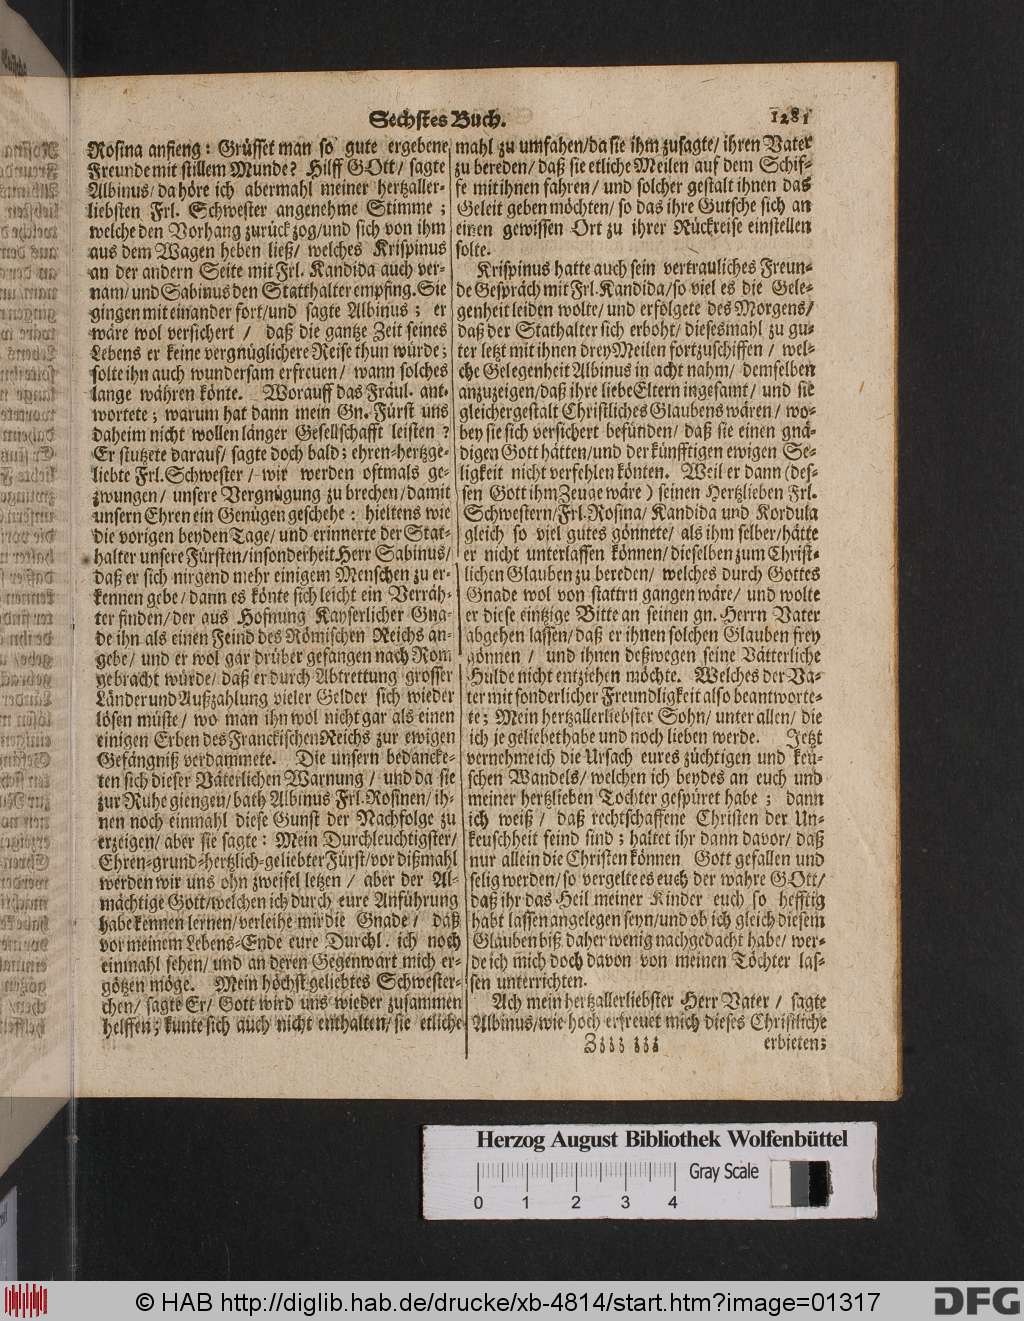 Sechstes Buch. 1281
Rosina anfieng: Grüsset man so gute ergebene
Freunde mit stillem Munde? Hilff GOtt/ sagte
Albinus/ da höre ich abermahl meiner hertzaller-
liebsten Frl. Schwester angenehme Stimme;
welche den Vorhang zurück zog/und sich von ihm
aus dem Wagen heben ließ/ welches Krispinus
an der andern Seite mit Frl. Kandida auch ver-
nam/ und Sabinus den Statthalter empfing. Sie
gingen mit einander fort/und sagte Albinus; er
wäre wol versichert / daß die gantze Zeit seines
Lebens er keine vergnüglichere Reise thun würde;
solte ihn auch wundersam erfreuen/ wann solches
lange währen könte. Worauff das Fräul. ant-
wortete; warum hat dann mein Gn. Fürst uns
daheim nicht wollen länger Gesellschafft leisten?
Er stutzete darauf/ sagte doch bald; ehren-hertzge-
liebte Frl. Schwester/ wir werden oftmals ge-
zwungen/ unsere Vergnügung zu brechen/damit
unsern Ehren ein Genügen geschehe: hieltens wie
die vorigen beyden Tage/ und erinnerte der Stat-
halter unsere Fürsten/insonderheit Herr Sabinus/
daß er sich nirgend mehr einigem Menschen zu er-
kennen gebe/ dann es könte sich leicht ein Verräh-
ter finden/ der aus Hofnung Kayserlicher Gna-
de ihn als einen Feind des Römischen Reichs an-
gebe/ und er wol gar drüber gefangen nach Rom
gebracht würde/ daß er durch Abtrettung grosser
Länder und Außzahlung vieler Gelder sich wieder
lösen müste/ wo man ihn wol nicht gar als einen
einigen Erben des Franckischen Reichs zur ewigen
Gefängniß verdammete. Die unsern bedancke-
ten sich dieser Väterlichen Warnung/ und da sie
zur Ruhe giengen/ bath Albinus Frl. Rosinen/ ih-
nen noch einmahl diese Gunst der Nachfolge zu
erzeigen/ aber sie sagte: Mein Durchleuchtigster/
Ehren-grund-hertzlich-geliebter Fürst/ vor dißmahl
werden wir uns ohn zweifel letzen / aber der Al-
mächtige Gott/welchen ich durch eure Anführung
habe kennen lernen/ verleihe mir die Gnade/ daß
vor meinem Lebens-Ende eure Durchl. ich noch
einmahl sehen/ und an deren Gegenwart mich er-
götzen möge. Mein höchst geliebtes Schwester-
chen/ sagte Er/ Gott wird uns wieder zusammen
helffen; kunte sich auch nicht enthalten/ sie etliche
mahl zu umfahen/da sie ihm zusagte/ ihren Vater
zu bereden/ daß sie etliche Meilen auf dem Schif-
fe mit ihnen fahren/ und solcher gestalt ihnen das
Geleit geben möchten/ so das ihre Gutsche sich an
einen gewissen Ort zu ihrer Rückreise einstellen
solte.
Krispinus hatte auch sein vertrauliches Freun-
de Gespräch mit Frl. Kandida/ so viel es die Gele-
genheit leiden wolte/ und erfolgete des Morgens/
daß der Stathalter sich erboht/ diesesmahl zu gu-
ter letzt mit ihnen drey Meilen fortzuschiffen/ wel-
che Gelegenheit Albinus in acht nahm/ demselben
anzuzeigen/ daß ihre liebe Eltern ingesamt/ und sie
gleichergestalt Christliches Glaubens wären/ wo-
bey sie sich versichert befünden/ daß sie einen gnä-
digen Gott hätten/und der künfftigen ewigen Se-
ligkeit nicht verfehlen könten. Weil er dann (des-
sen Gott ihm Zeuge wäre) seinen Hertzlieben Frl.
Schwestern/ Frl. Rosina/ Kandida und Kordula
gleich so viel gutes gönnete/ als ihm selber/hätte
er nicht unterlassen können/ dieselben zum Christ-
lichen Glauben zu bereden/ welches durch Gottes
Gnade wol von stattrn gangen wäre/ und wolte
er diese eintzige Bitte an seinen gn. Herrn Vater
abgehen lassen/ daß er ihnen solchen Glauben frey
gönnen / und ihnen deßwegen seine Vätterliche
Hulde nicht entziehen möchte. Welches der Va-
ter mit sonderlicher Freundligkeit also beantworte-
te; Mein hertzallerliebster Sohn/ unter allen/ die
ich je geliebet habe und noch lieben werde. Jetzt
vernehme ich die Ursach eures züchtigen und keu-
schen Wandels/ welchen ich beydes an euch und
meiner hertzlieben Tochter gespüret habe; dann
ich weiß/ daß rechtschaffene Christen der Un-
keuschheit feind sind; haltet ihr dann davor/ daß
nur allein die Christen können Gott gefallen und
selig werden/ so vergelte es euch der wahre GOtt/
daß ihr das Heil meiner Kinder euch so hefftig
habt lassen angelegen seyn/und ob ich gleich diesem
Glauben biß daher wenig nachgedacht habe/ wer-
de ich mich doch davon von meinen Töchter las-
sen unterrichten.
Ach mein hertzallerliebster Herr Vater / sagte
Albinus/ wie hoch erfreuet mich dieses Christliche
Zzzz zzz erbieten;
Herzog August Bibliothek Wolfenbüttel
Gray Scale
0 1 2 3 4
© HAB http://diglib.hab.de/drucke/xb-4814/start.htm?image=01317
DFG